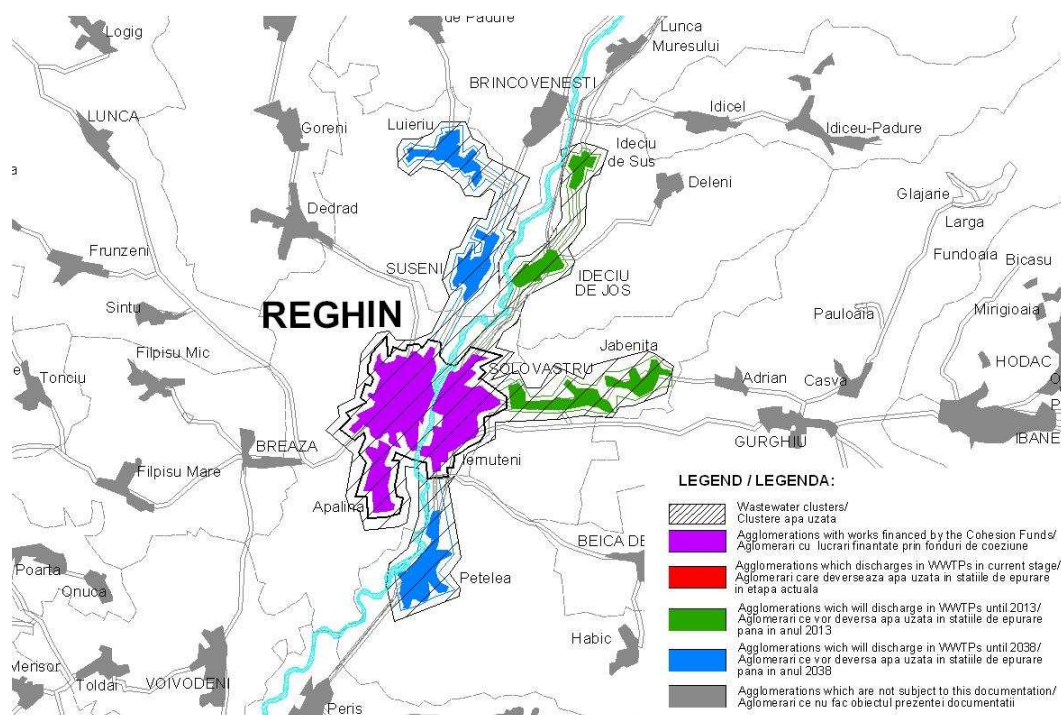 de Padure
Logig
Lunca
Muresului
BRINCOVENESTI
LUNCA
Goreni
Luieriu
Idicel
Idiceu-Padure
Ideciu
de Sus
Deleni
Glajarie
Larga
Dedrad
Frunzeni
SUSENI
IDECIU
DE JOS
Fundoaia
Bicasu
REGHIN
Sintu
Pauloaia
Mirigioaia
Filpisu Mic
Jabenita
e
Tonciu
SOLOVASTRU
HODAC
Adrian
Casva
BREAZA
GURGHIU
IBANE
Filpisu Mare
Iernuteni
Apalina
BEICA DE
Poarta
Onuca
Petelea
Habic
Merisor
Toldal
VOIVODENI
Peris
LEGEND / LEGENDA:
Wastewater clusters/
Clustere apa uzata
Agglomerations with works financed by the Cohesion Funds/
Aglomerari cu lucrari finantate prin fonduri de coeziune
Agglomerations which discharges in WWTPs in current stage/
Aglomerari care deverseaza apa uzata in statiile de epurare
in etapa actuala
Agglomerations wich will discharge in WWTPs until 2013/
Aglomerari ce vor deversa apa uzata in statiile de epurare
pana in anul 2013
Agglomerations wich will discharge in WWTPs until 2038/
Aglomerari ce vor deversa apa uzata in statiile de epurare
pana in anul 2038
Agglomerations which are not subject to this documentation/
Aglomerari ce nu fac obiectul prezentei documentatii